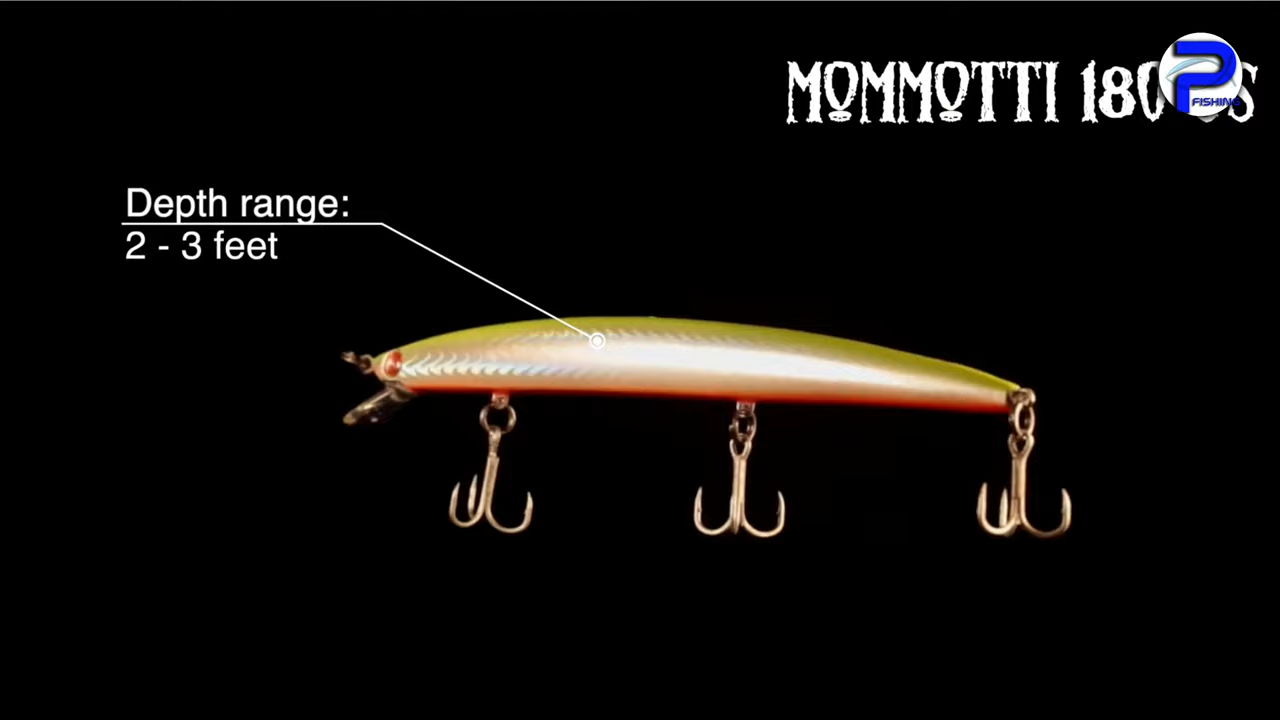 MOMMOTTI 180
P
FISHING
Depth range:
2 - 3 feet